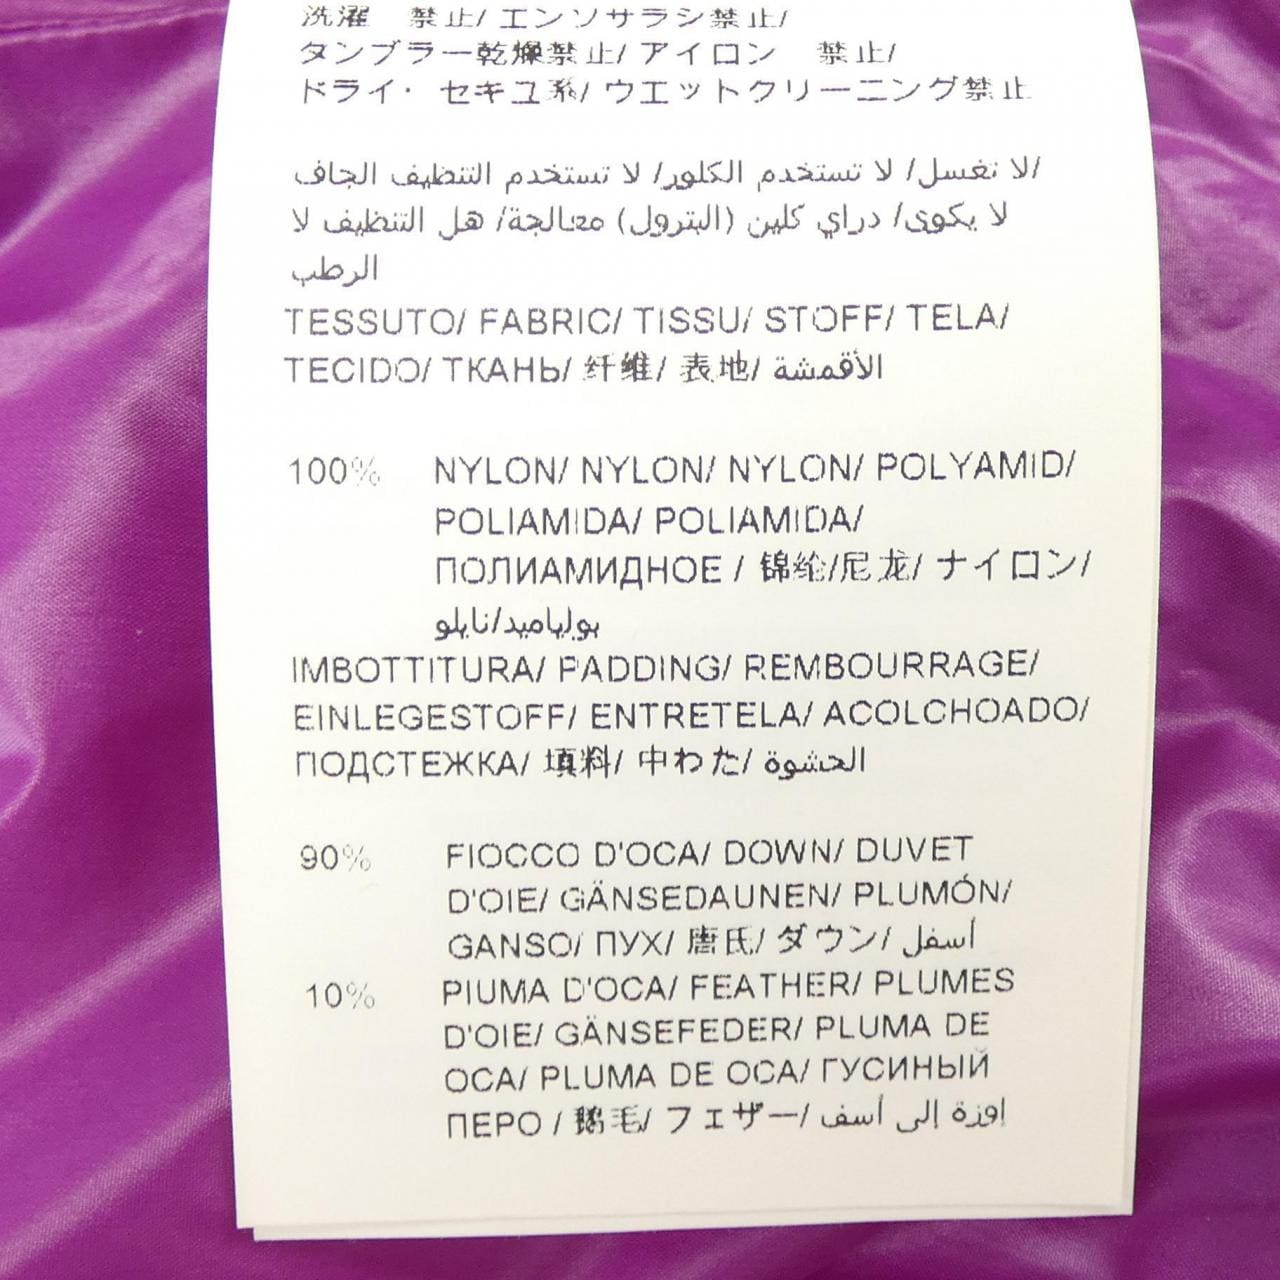 洗濯　禁止/ エンソサラシ禁止/
タンブラー乾燥禁止/ アイロン　禁止/
ドライ・ セキユ系/ ウエットクリーニング禁止
لا تغسل/ لا تستخدم الكلور/ لا تستخدم التنظيف الجاف/
لا يكوى/ دراي كلين (البترول) معالجة/ هل التنظيف لا
الرطب
TESSUTO/ FABRIC/ TISSU/ STOFF/ TELA/
TECIDO/ ТКАНЬ/ 纤维/ 表地/ الأقمشة
100% NYLON/ NYLON/ NYLON/ POLYAMID/
POLIAMIDA/ POLIAMIDA/
ПОЛИАМИДНОЕ / 锦纶/尼龙/ ナイロン/
بولياميد/نايلو
IMBOTTITURA/ PADDING/ REMBOURRAGE/
EINLEGESTOFF/ ENTRETELA/ ACOLCHOADO/
ПОДСТЕЖКА/ 填料/ 中わた/ الحشوة
90% FIOCCO D'OCA/ DOWN/ DUVET
D'OIE/ GÄNSEDAUNEN/ PLUMÓN/
GANSO/ ПУХ/ 唐氏/ ダウン/ أسفل
10% PIUMA D'OCA/ FEATHER/ PLUMES
D'OIE/ GÄNSEFEDER/ PLUMA DE
OCA/ PLUMA DE OCA/ ГУСИНЫЙ
ПЕРО / 鹅毛/ フェザー/ اوزة إلى أسف